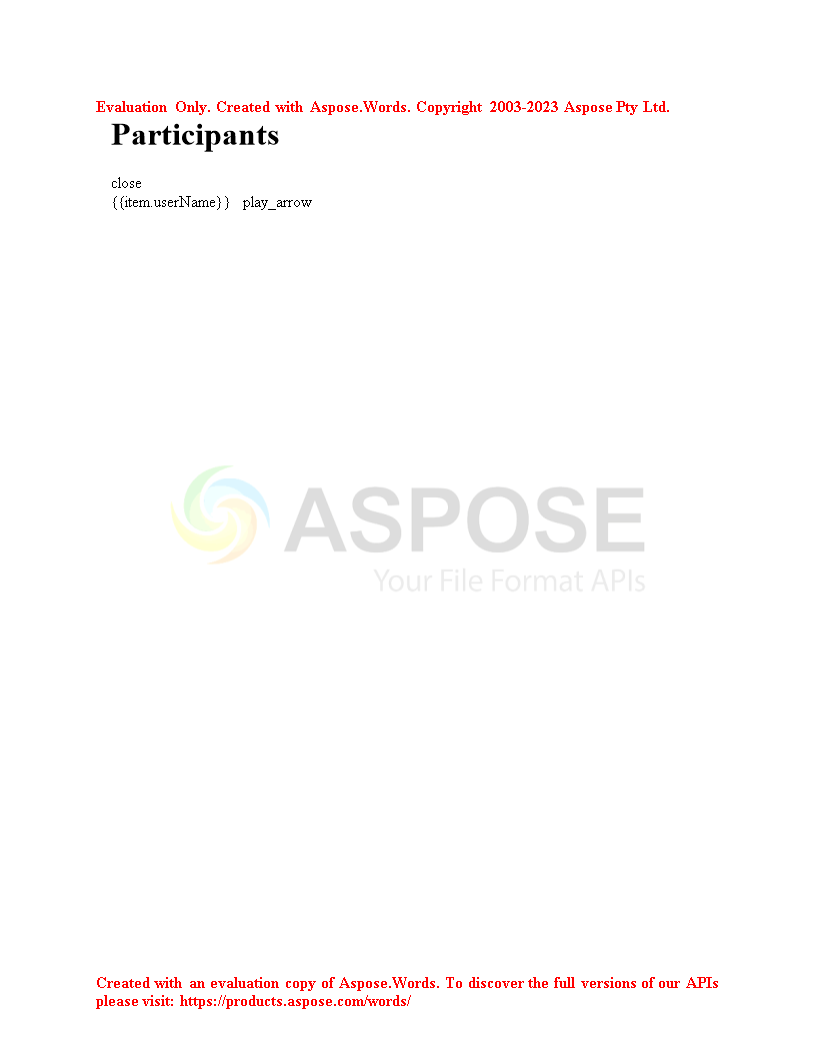 Evaluation Only. Created with Aspose.Words. Copyright 2003-2023 Aspose Pty Ltd.
Participants
close
{{item.userName}} play_arrow
ASPOSE
Your File Format APIs
Created with an evaluation copy of Aspose.Words. To discover the full versions of our APIs
please visit: https://products.aspose.com/words/